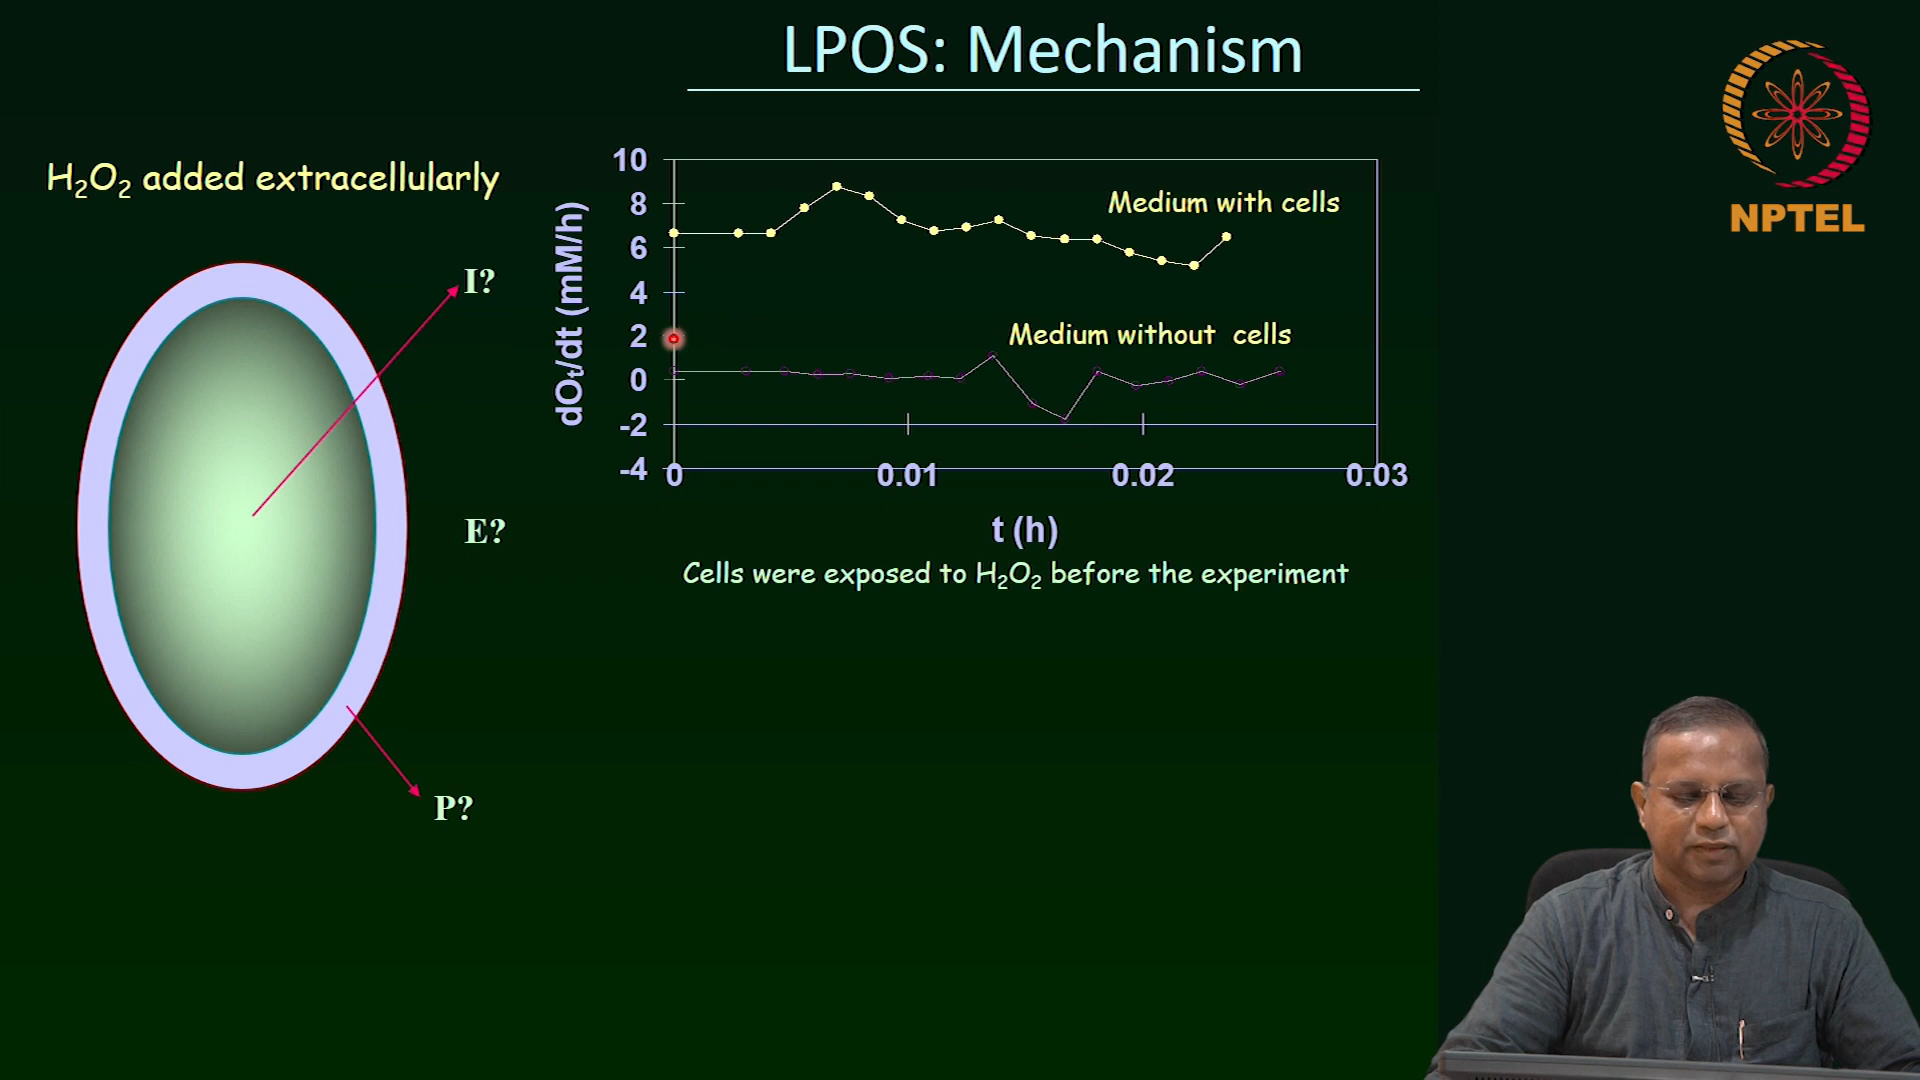 LPOS: Mechanism
NPTEL
H₂O₂ added extracellularly
I?
E?
P?
dOₜ/dt (mM/h)
10
8
6
4
2
0
-2
-4
Medium with cells
Medium without cells
0 0.01 0.02 0.03
t (h)
Cells were exposed to H₂O₂ before the experiment